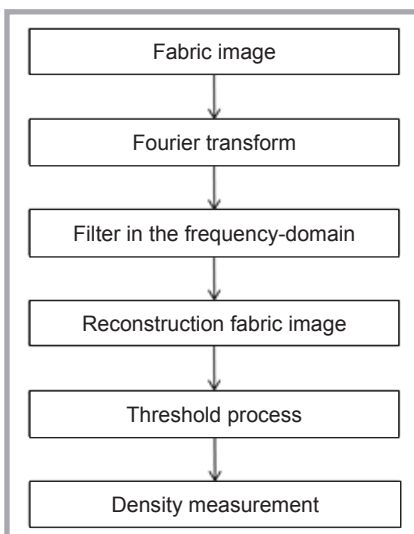 Fabric image
Fourier transform
Filter in the frequency-domain
Reconstruction fabric image
Threshold process
Density measurement